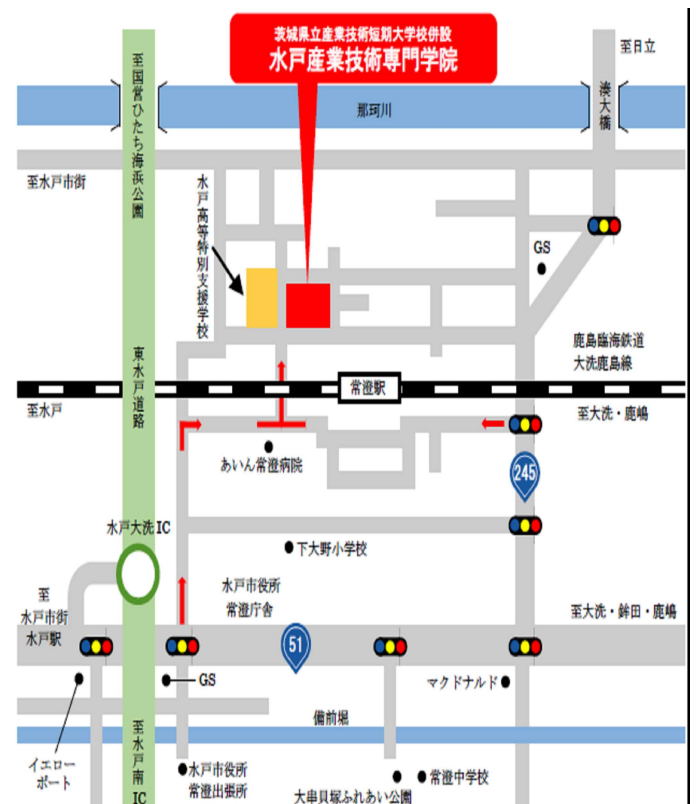 茨城県立産業技術短期大学校併設
水戸産業技術専門学院
至日立
至国営ひたち海浜公園
那珂川
湊大橋
至水戸市街
水戸高等特別支援学校
GS
東水戸道路
鹿島臨海鉄道
大洗鹿島線
常澄駅
至水戸
至大洗・鹿嶋
あいん常澄病院
245
水戸大洗IC
下大野小学校
至
水戸市街
水戸駅
水戸市役所
常澄庁舎
至大洗・鉾田・鹿嶋
51
GS
マクドナルド
備前堀
イエロー
ポート
至水戸南IC
水戸市役所
常澄出張所
常澄中学校
大串貝塚ふれあい公園